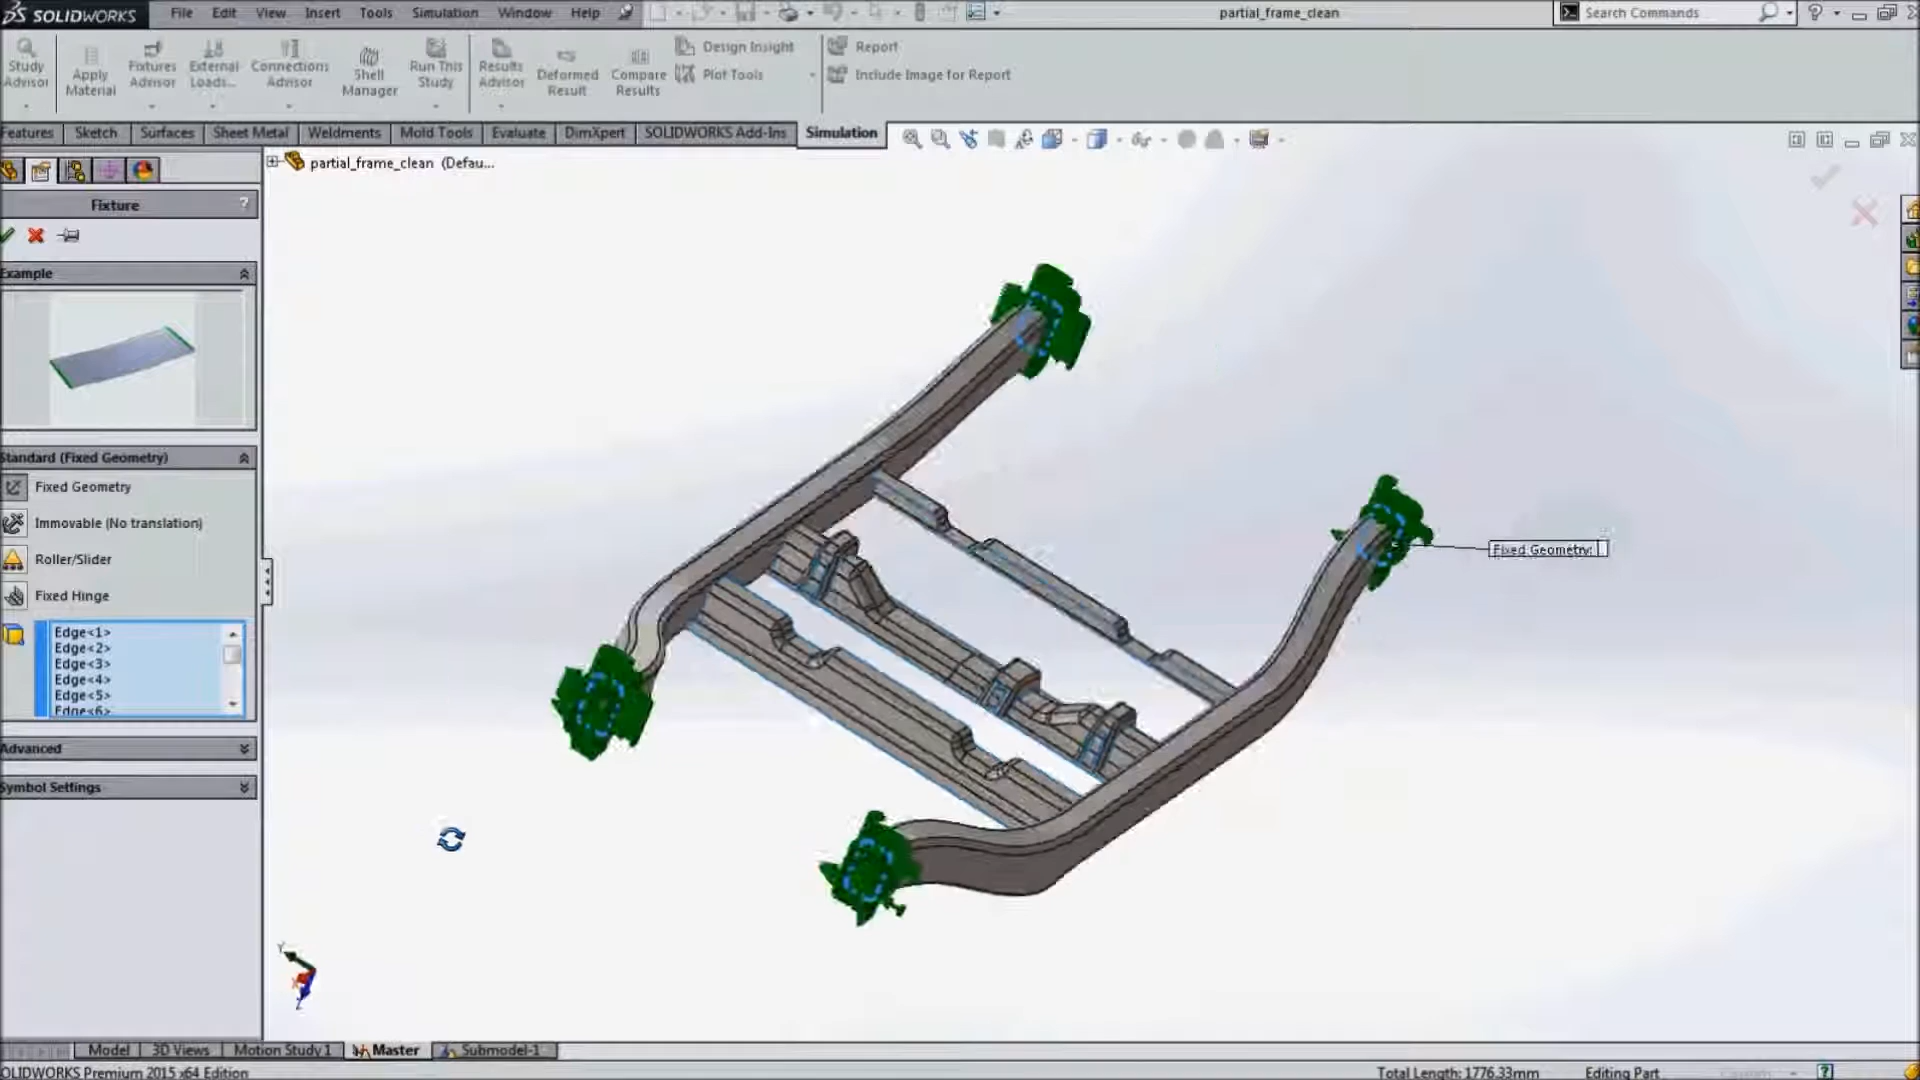 SOLIDWORKS File Edit View Insert Tools Simulation Window Help partial_frame_clean Search Commands
Study Advisor
Apply Material
Fixtures Advisor
External Loads...
Connections Advisor
Shell Manager
Run This Study
Results Advisor
Deformed Result
Compare Results
Design Insight
Plot Tools
Report
Include Image for Report
Features Sketch Surfaces Sheet Metal Weldments Mold Tools Evaluate DimXpert SOLIDWORKS Add-Ins Simulation
partial_frame_clean (Defau...
Fixture ?
Example
Standard (Fixed Geometry)
Fixed Geometry
Immovable (No translation)
Roller/Slider
Fixed Hinge
Edge<1>
Edge<2>
Edge<3>
Edge<4>
Edge<5>
Edge<6>
Advanced
Symbol Settings
Fixed Geometry:
Y
X
Z
Model 3D Views Motion Study 1 Master Submodel-1
OLIDWORKS Premium 2015 x64 Edition Total Length: 1776.33mm Editing Part